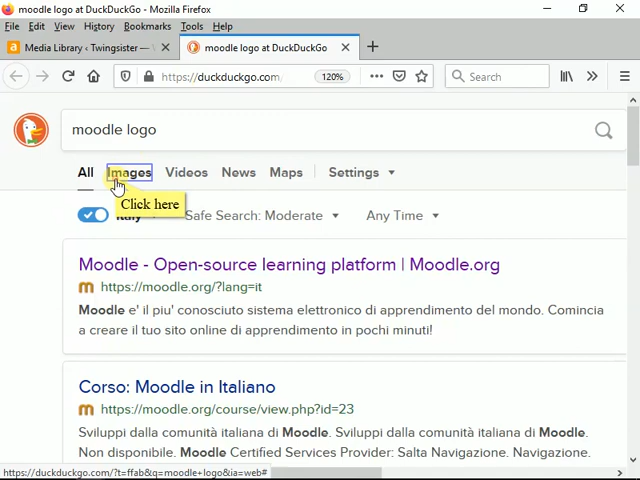 moodle logo at DuckDuckGo — Mozilla Firefox
File Edit View History Bookmarks Tools Help
Media Library ‹ Twingsister —
moodle logo at DuckDuckGo
https://duckduckgo.com/
120%
Search
moodle logo
All Images Videos News Maps Settings
Click here
Italy Safe Search: Moderate Any Time
Moodle - Open-source learning platform | Moodle.org
https://moodle.org/?lang=it
Moodle e' il piu' conosciuto sistema elettronico di apprendimento del mondo. Comincia
a creare il tuo sito online di apprendimento in pochi minuti!
Corso: Moodle in Italiano
https://moodle.org/course/view.php?id=23
Sviluppi dalla comunità italiana di Moodle. Sviluppi dalla comunità italiana di Moodle.
Non disponibile. Moodle Certified Services Provider: Salta Navigazione. Navigazione.
https://duckduckgo.com/?t=ffab&q=moodle+logo&ia=web#